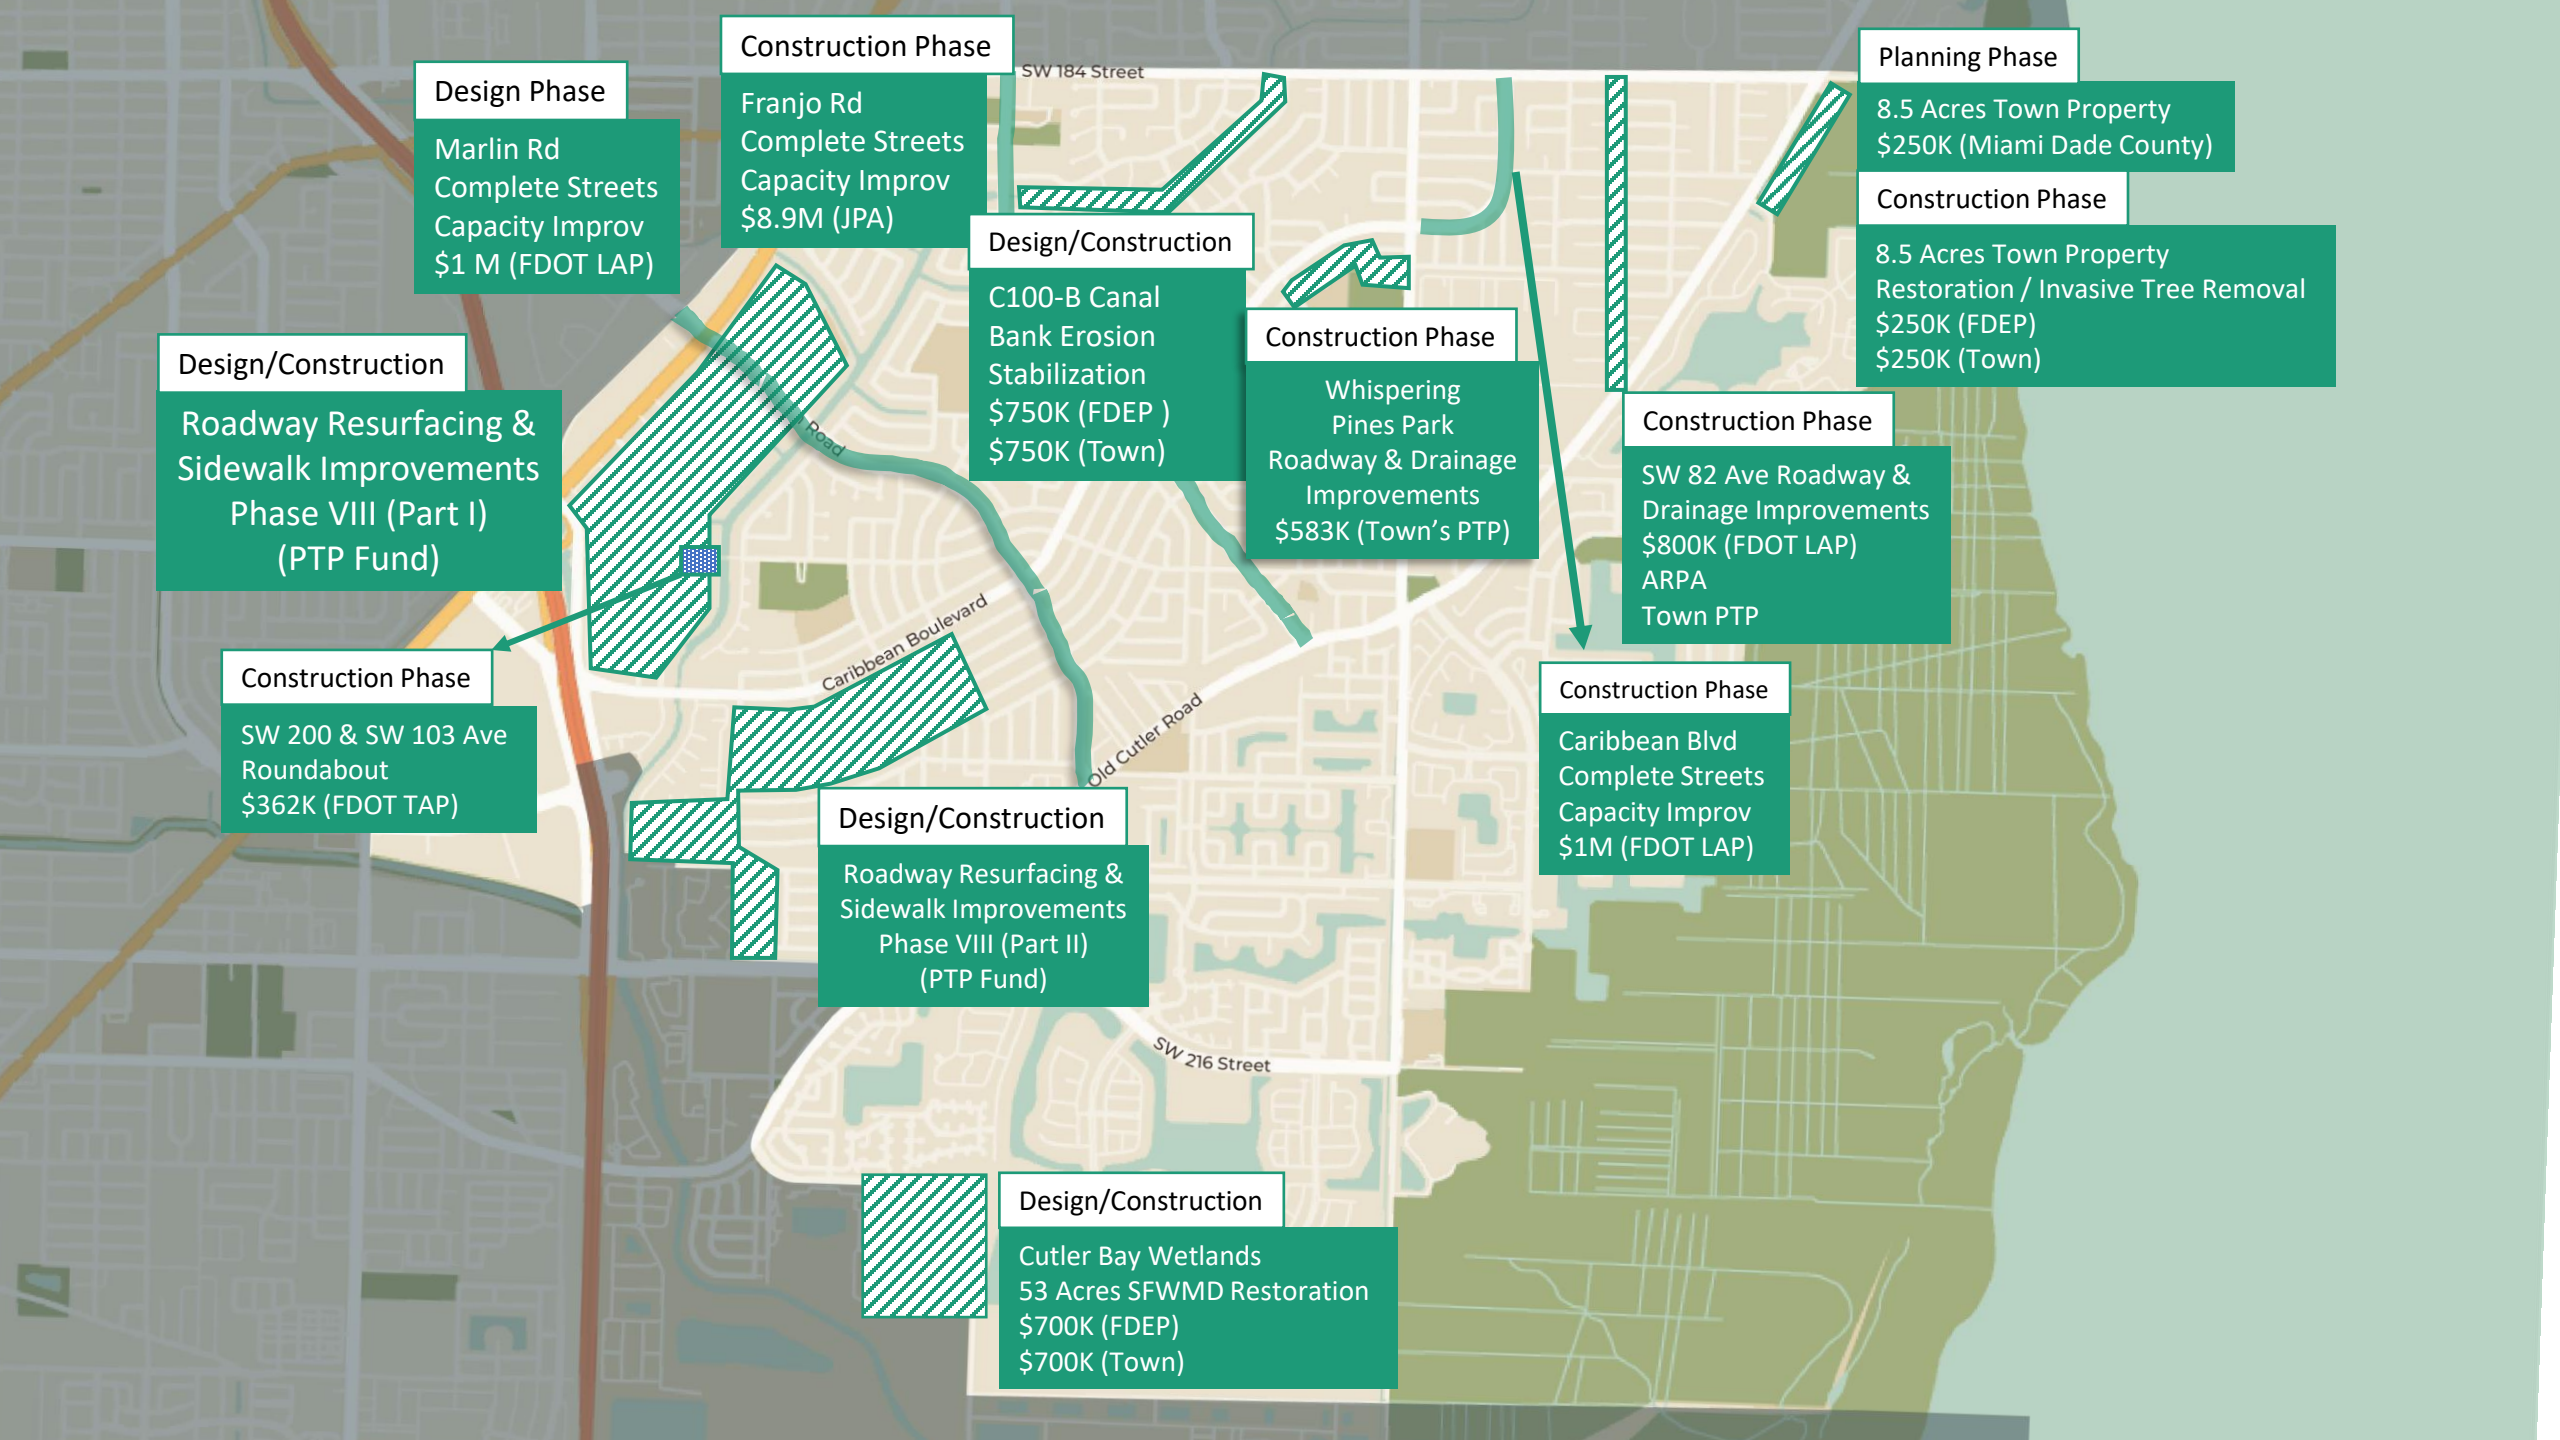 Construction Phase
Franjo Rd
Complete Streets
Capacity Improv
$8.9M (JPA)
SW 184 Street
Planning Phase
8.5 Acres Town Property
$250K (Miami Dade County)
Design Phase
Marlin Rd
Complete Streets
Capacity Improv
$1 M (FDOT LAP)
Construction Phase
8.5 Acres Town Property
Restoration / Invasive Tree Removal
$250K (FDEP)
$250K (Town)
Design/Construction
C100-B Canal
Bank Erosion
Stabilization
$750K (FDEP )
$750K (Town)
Construction Phase
Whispering
Pines Park
Roadway & Drainage
Improvements
$583K (Town’s PTP)
Design/Construction
Roadway Resurfacing &
Sidewalk Improvements
Phase VIII (Part I)
(PTP Fund)
Road
Construction Phase
SW 82 Ave Roadway &
Drainage Improvements
$800K (FDOT LAP)
ARPA
Town PTP
Caribbean Boulevard
Construction Phase
SW 200 & SW 103 Ave
Roundabout
$362K (FDOT TAP)
Old Cutler Road
Construction Phase
Caribbean Blvd
Complete Streets
Capacity Improv
$1M (FDOT LAP)
Design/Construction
Roadway Resurfacing &
Sidewalk Improvements
Phase VIII (Part II)
(PTP Fund)
SW 216 Street
Design/Construction
Cutler Bay Wetlands
53 Acres SFWMD Restoration
$700K (FDEP)
$700K (Town)